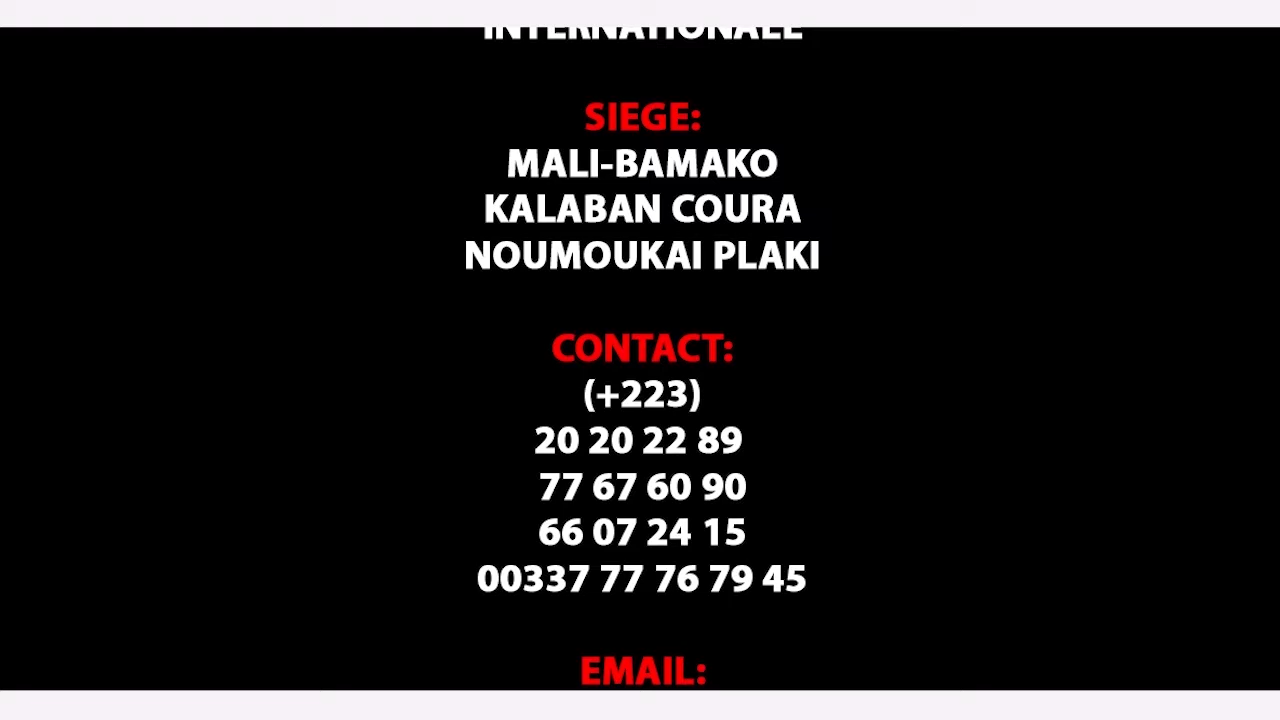 INTERNATIONALE
SIEGE:
MALI-BAMAKO
KALABAN COURA
NOUMOUKAI PLAKI
CONTACT:
(+223)
20 20 22 89
77 67 60 90
66 07 24 15
00337 77 76 79 45
EMAIL: